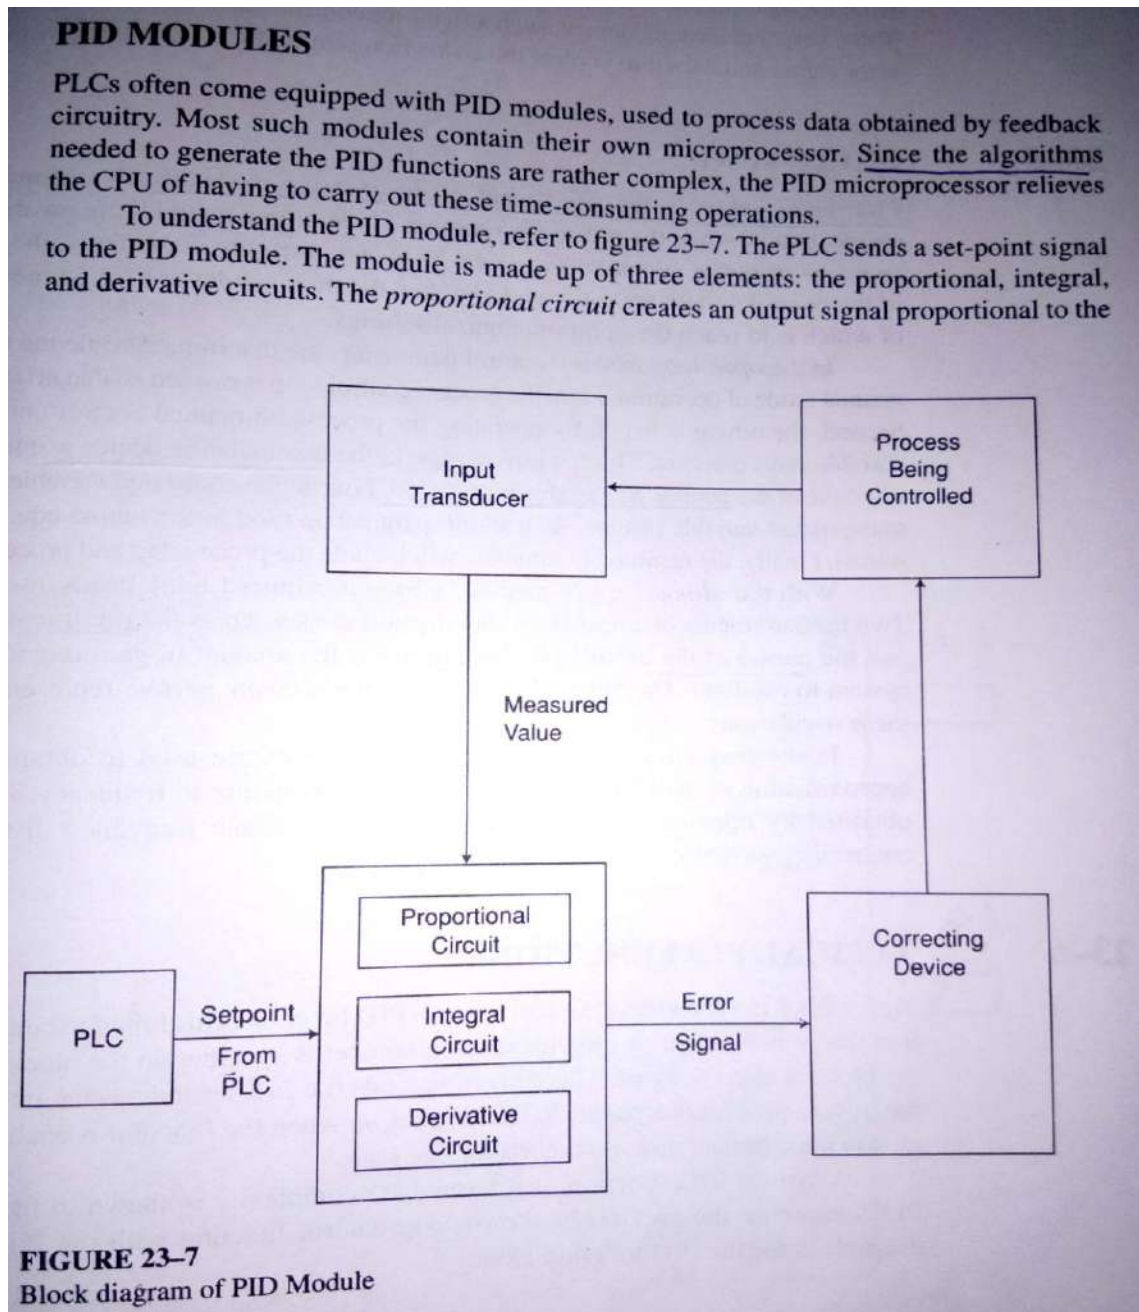 PID MODULES
PLCs often come equipped with PID modules, used to process data obtained by feedback
circuitry. Most such modules contain their own microprocessor. Since the algorithms
needed to generate the PID functions are rather complex, the PID microprocessor relieves
the CPU of having to carry out these time-consuming operations.
To understand the PID module, refer to figure 23–7. The PLC sends a set-point signal
to the PID module. The module is made up of three elements: the proportional, integral,
and derivative circuits. The proportional circuit creates an output signal proportional to the
Input
Transducer
Process
Being
Controlled
Measured
Value
Proportional
Circuit
Integral
Circuit
Derivative
Circuit
PLC
Setpoint
From
PLC
Error
Signal
Correcting
Device
FIGURE 23–7
Block diagram of PID Module